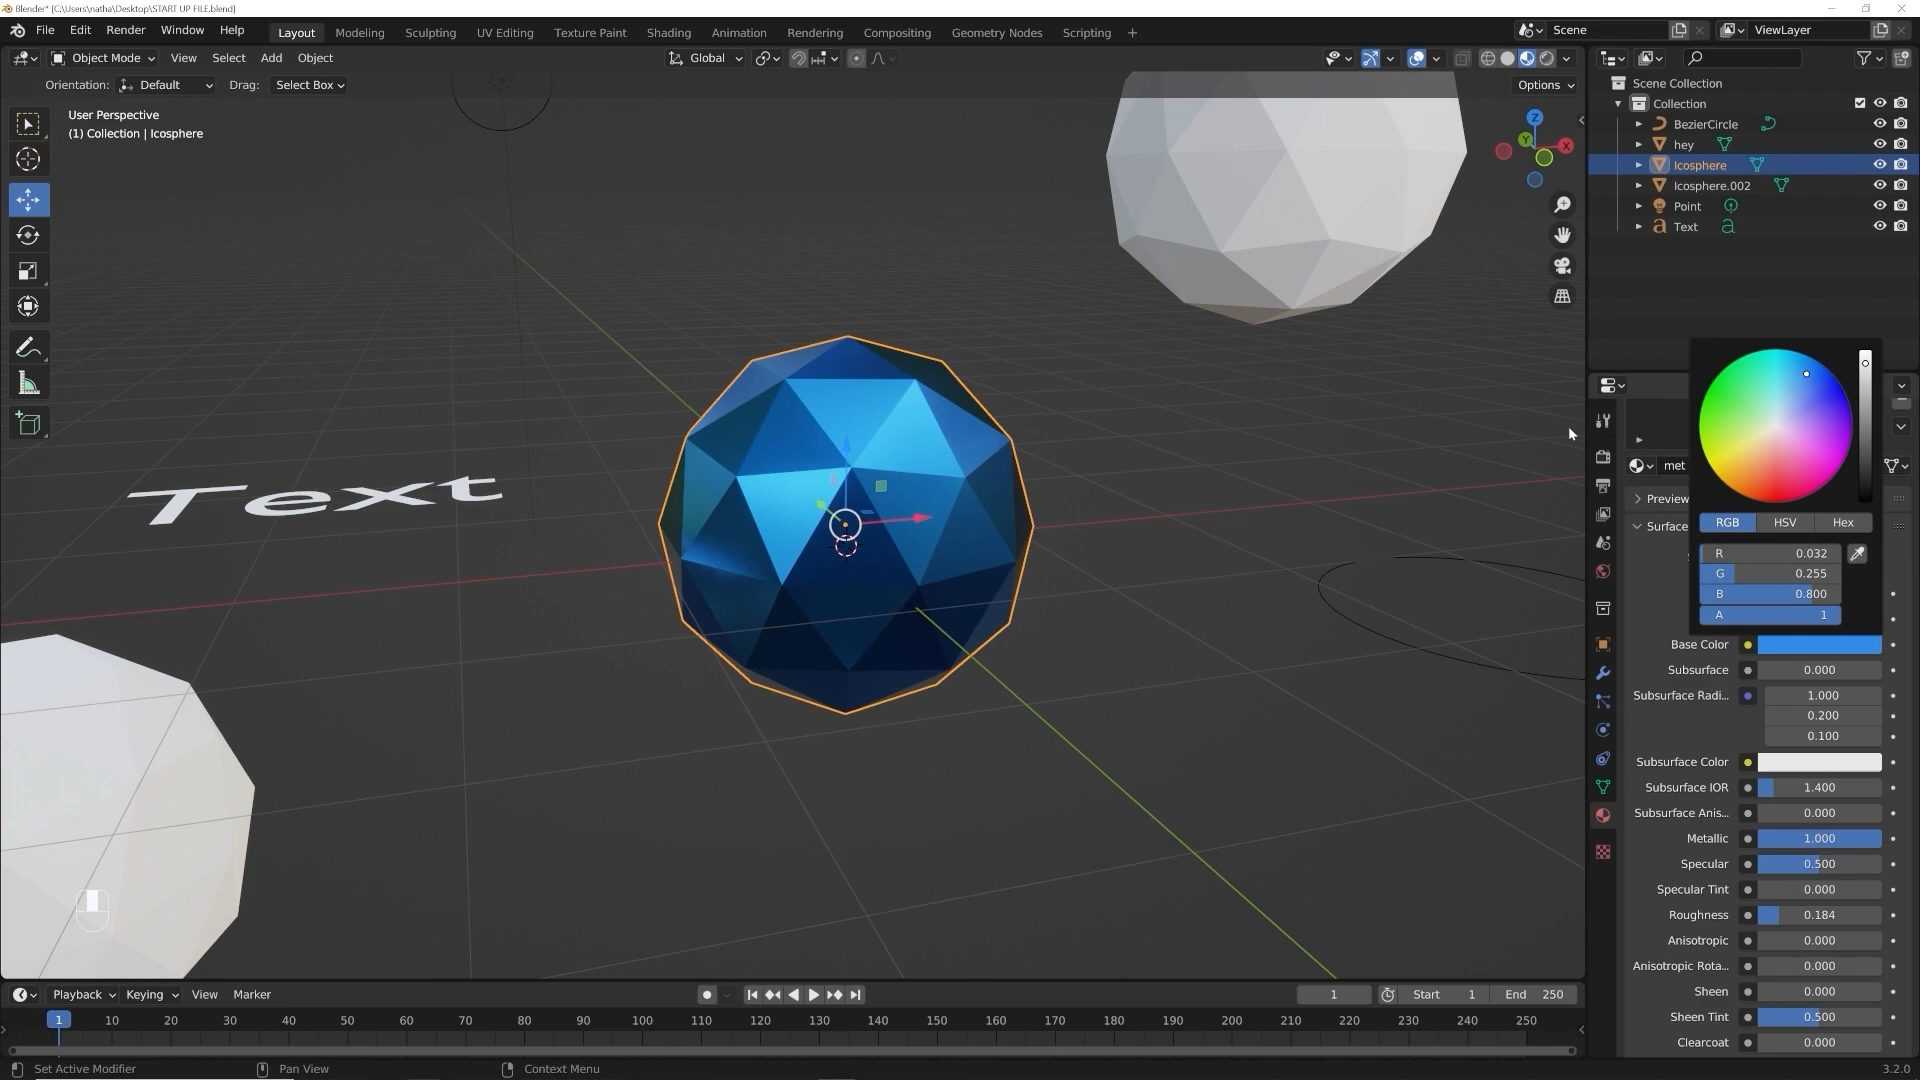 Blender* [C:\Users\natha\Desktop\START UP FILE.blend]
File Edit Render Window Help
Layout Modeling Sculpting UV Editing Texture Paint Shading Animation Rendering Compositing Geometry Nodes Scripting +
Scene ViewLayer
Object Mode View Select Add Object Global
Orientation: Default Drag: Select Box Options
User Perspective
(1) Collection | Icosphere
Z
Y
X
Text
Scene Collection
Collection
BezierCircle
hey
Icosphere
Icosphere.002
Point
Text
met
Preview
Surface
RGB HSV Hex
R 0.032
G 0.255
B 0.800
A 1
Base Color
Subsurface 0.000
Subsurface Radi... 1.000
0.200
0.100
Subsurface Color
Subsurface IOR 1.400
Subsurface Anis... 0.000
Metallic 1.000
Specular 0.500
Specular Tint 0.000
Roughness 0.184
Anisotropic 0.000
Anisotropic Rota... 0.000
Sheen 0.000
Sheen Tint 0.500
Clearcoat 0.000
Playback Keying View Marker 1 Start 1 End 250
1 10 20 30 40 50 60 70 80 90 100 110 120 130 140 150 160 170 180 190 200 210 220 230 240 250
Set Active Modifier Pan View Context Menu 3.2.0